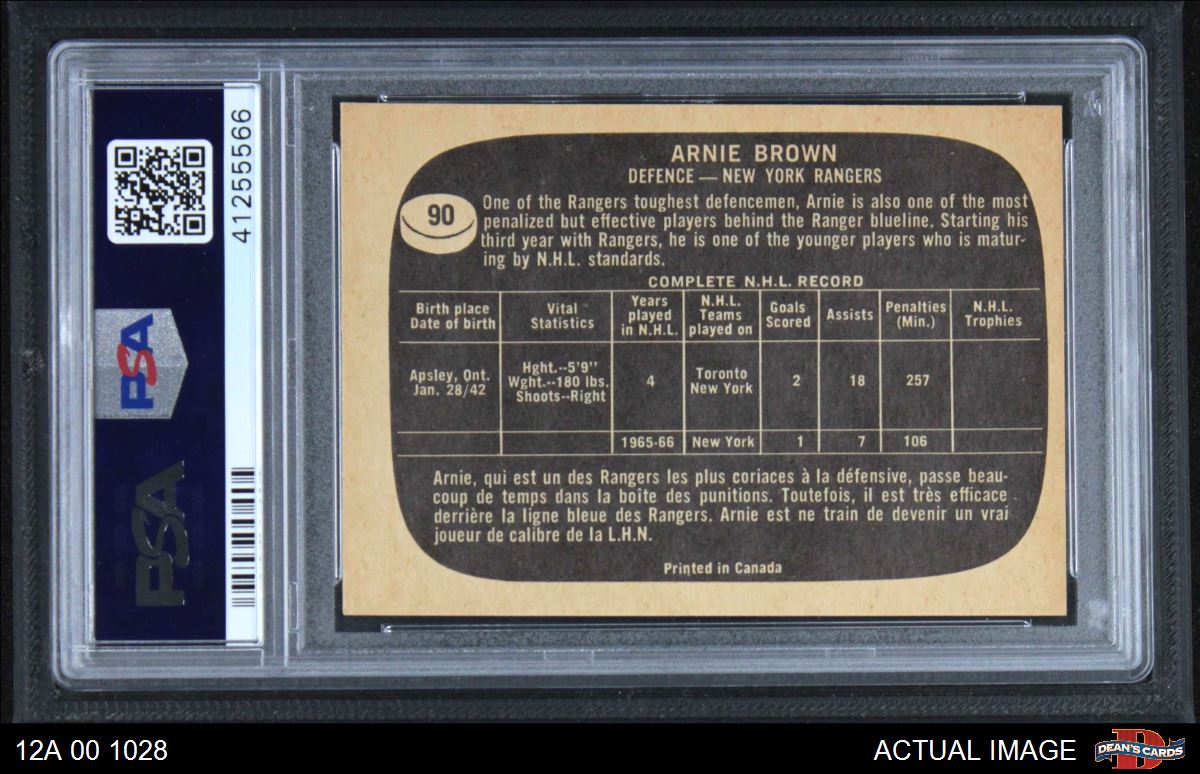 ARNIE BROWN
DEFENCE — NEW YORK RANGERS
90
One of the Rangers toughest defencemen, Arnie is also one of the most
penalized but effective players behind the Ranger blueline. Starting his
third year with Rangers, he is one of the younger players who is matur-
ing by N.H.L. standards.
COMPLETE N.H.L. RECORD
Birth place
Date of birth
Vital
Statistics
Years
played
in N.H.L.
N.H.L.
Teams
played on
Goals
Scored
Assists
Penalties
(Min.)
N.H.L.
Trophies
Apsley, Ont.
Jan. 28/42
Hght.--5'9''
Wght.--180 lbs.
Shoots--Right
4
Toronto
New York
2
18
257
1965-66
New York
1
7
106
Arnie, qui est un des Rangers les plus coriaces à la défensive, passe beau-
coup de temps dans la boîte des punitions. Toutefois, il est très efficace
derrière la ligne bleue des Rangers. Arnie est ne train de devenir un vrai
joueur de calibre de la L.H.N.
Printed in Canada
41255566
PSA
PSA
12A 00 1028
ACTUAL IMAGE
DEAN'S CARDS